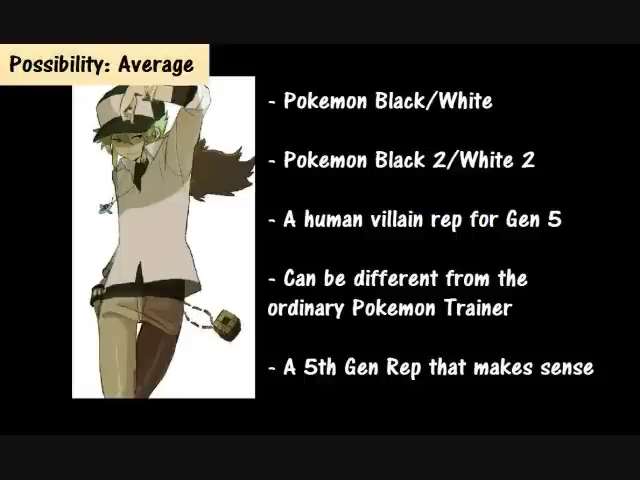 Possibility: Average
- Pokemon Black/White
- Pokemon Black 2/White 2
- A human villain rep for Gen 5
- Can be different from the
ordinary Pokemon Trainer
- A 5th Gen Rep that makes sense